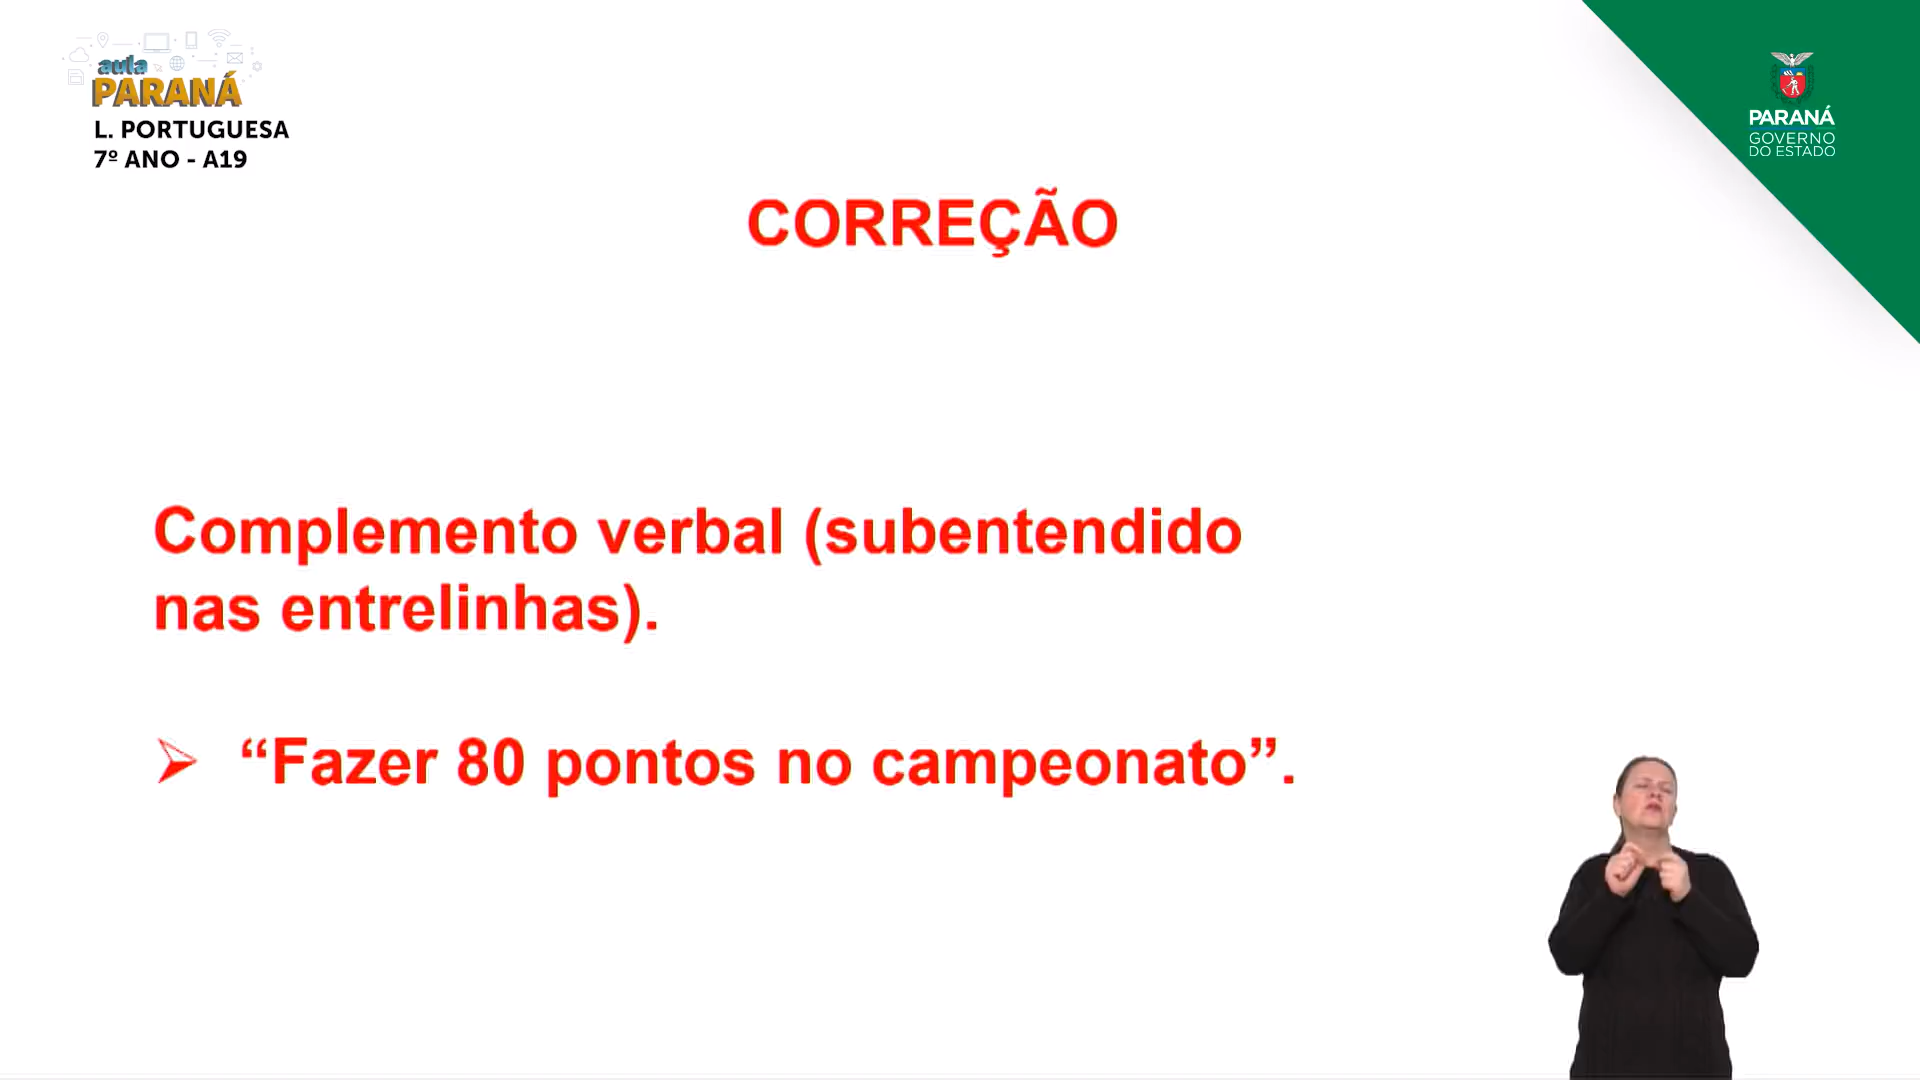 aula
PARANÁ
L. PORTUGUESA
7º ANO - A19
PARANÁ
GOVERNO
DO ESTADO
CORREÇÃO
Complemento verbal (subentendido
nas entrelinhas).
“Fazer 80 pontos no campeonato”.